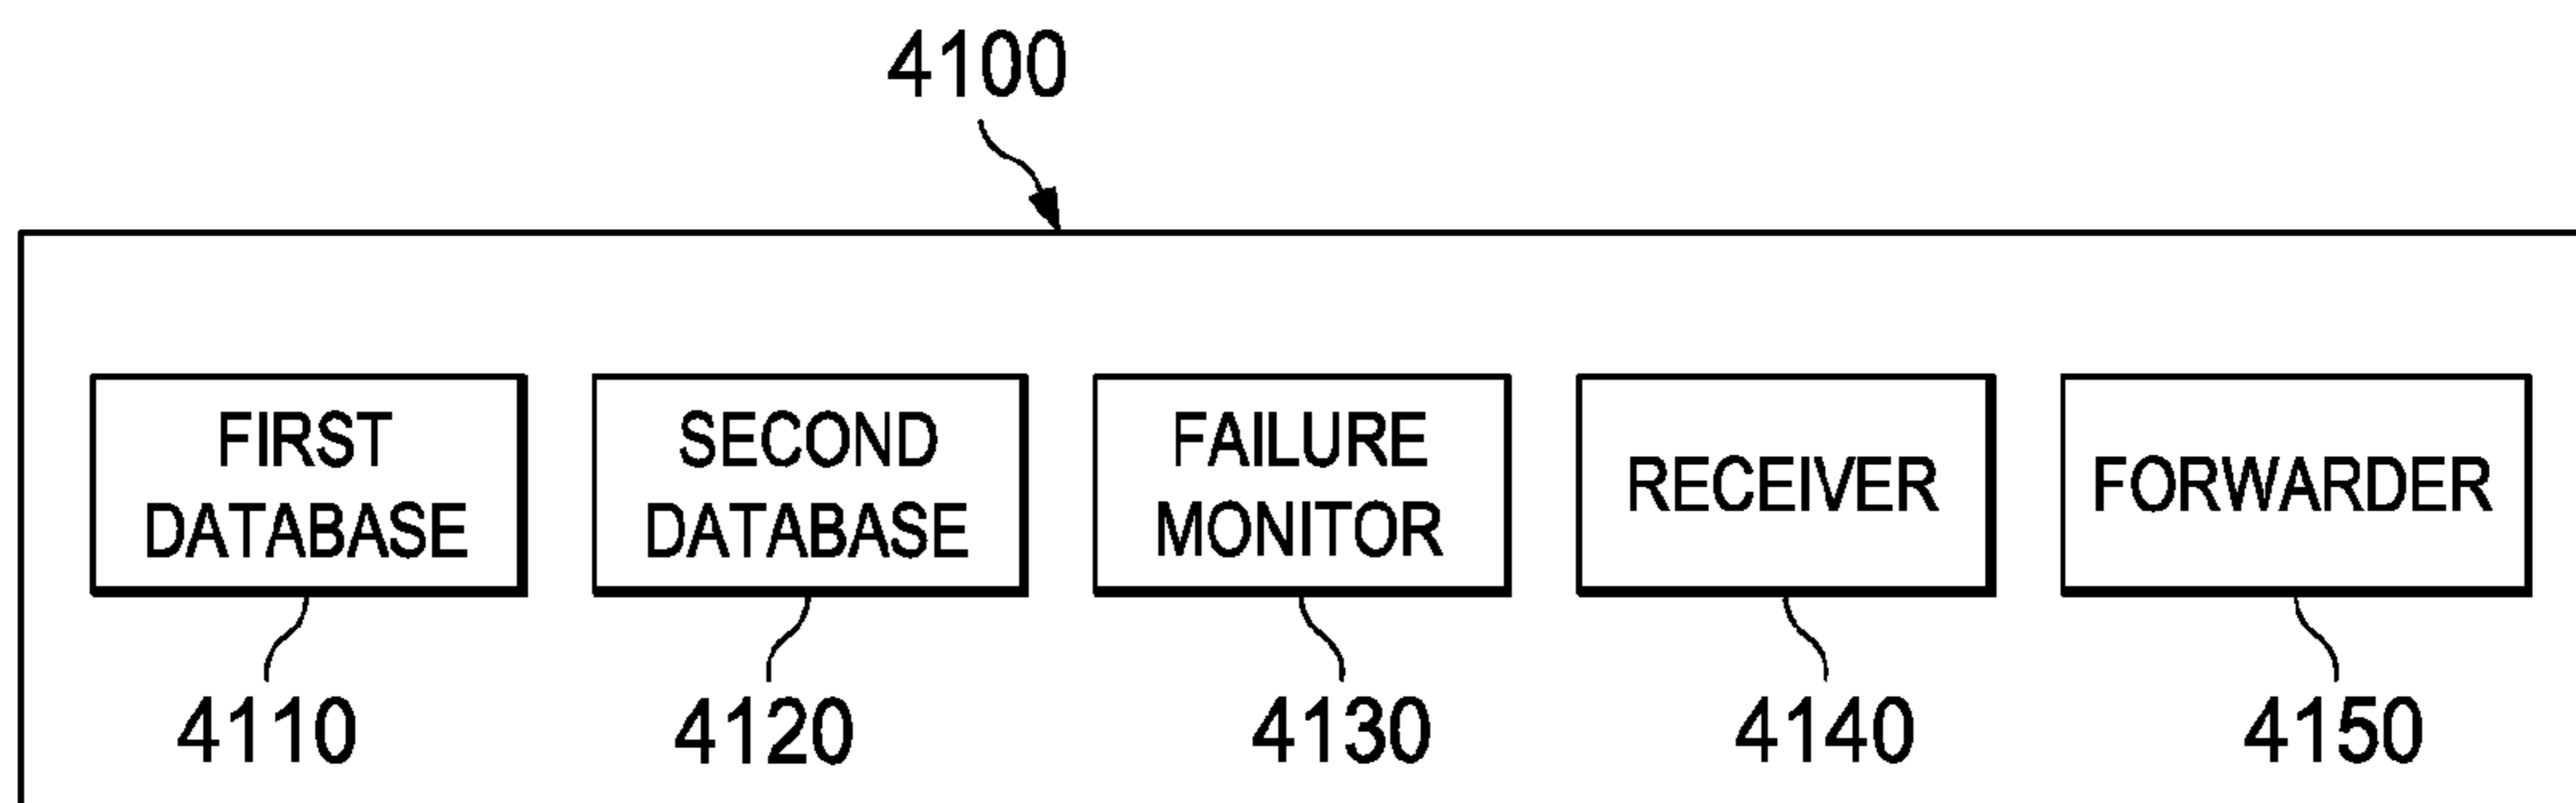 4100
FIRST
DATABASE
SECOND
DATABASE
FAILURE
MONITOR
RECEIVER
FORWARDER
4110
4120
4130
4140
4150